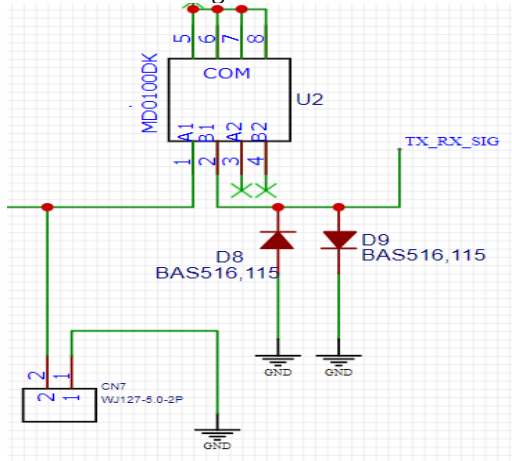 5 6 7 8
COM
MD0100DK
U2
A1 B1 A2 B2
1 2 3 4
TX_RX_SIG
D8
BAS516,115
D9
BAS516,115
GND GND
2 1
2 1
CN7
WJ127-5.0-2P
GND